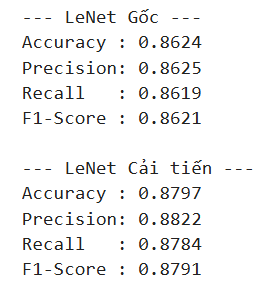 --- LeNet Gốc ---
Accuracy : 0.8624
Precision: 0.8625
Recall   : 0.8619
F1-Score : 0.8621

--- LeNet Cải tiến ---
Accuracy : 0.8797
Precision: 0.8822
Recall   : 0.8784
F1-Score : 0.8791